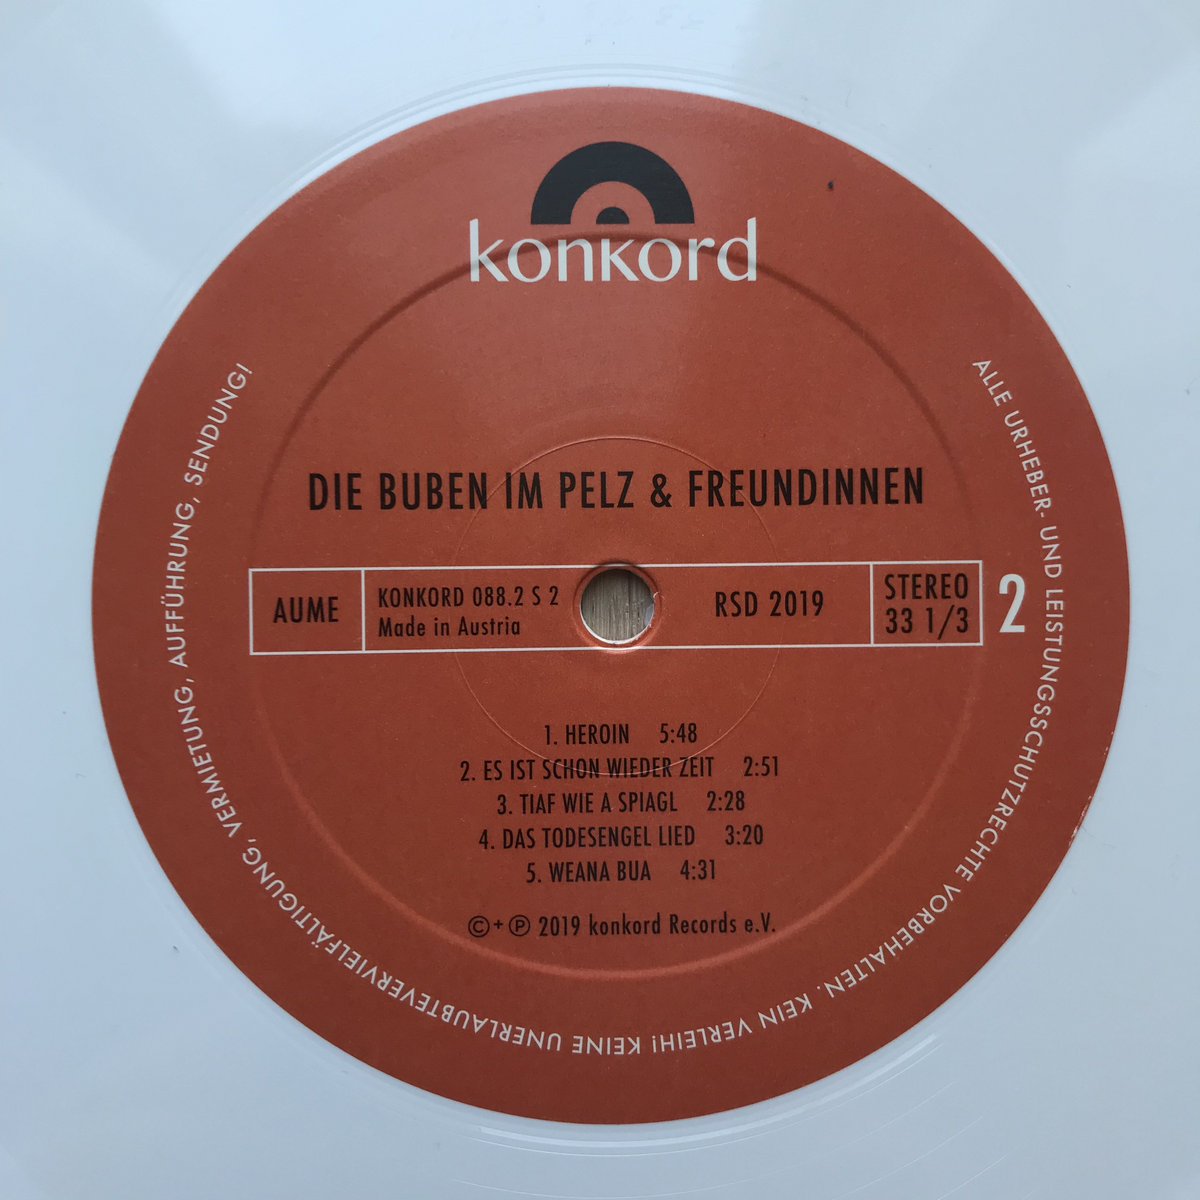 konkord
DIE BUBEN IM PELZ & FREUNDINNEN
AUME
KONKORD 088.2 S 2
Made in Austria
RSD 2019
STEREO
33 1/3
2
1. HEROIN 5:48
2. ES IST SCHON WIEDER ZEIT 2:51
3. TIAF WIE A SPIAGL 2:28
4. DAS TODESENGEL LIED 3:20
5. WEANA BUA 4:31
©+℗ 2019 konkord Records e.V.
ALLE URHEBER- UND LEISTUNGSSCHUTZRECHTE VORBEHALTEN. KEIN VERLEIH! KEINE UNERLAUBTEVERVIELFÄLTIGUNG, VERMIETUNG, AUFFÜHRUNG, SENDUNG!